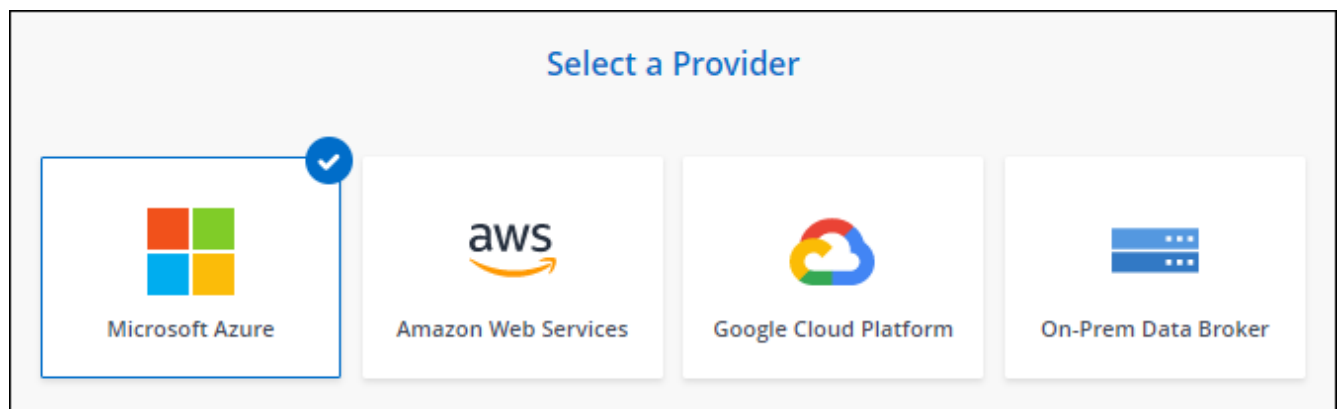 Select a Provider
aws
Microsoft Azure
Amazon Web Services
Google Cloud Platform
On-Prem Data Broker